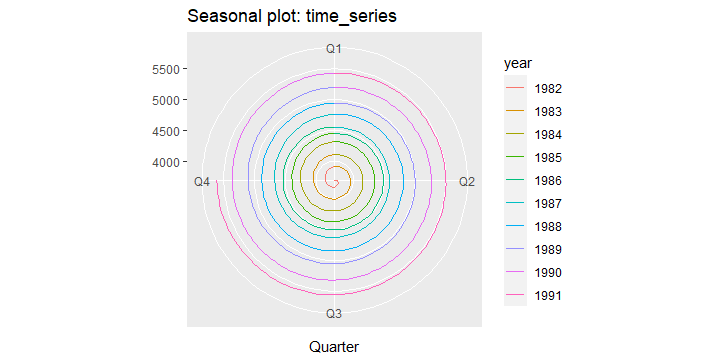 Seasonal plot: time_series
Q1
5500
5000
4500
4000
Q4
Q2
Q3
Quarter
year
1982
1983
1984
1985
1986
1987
1988
1989
1990
1991